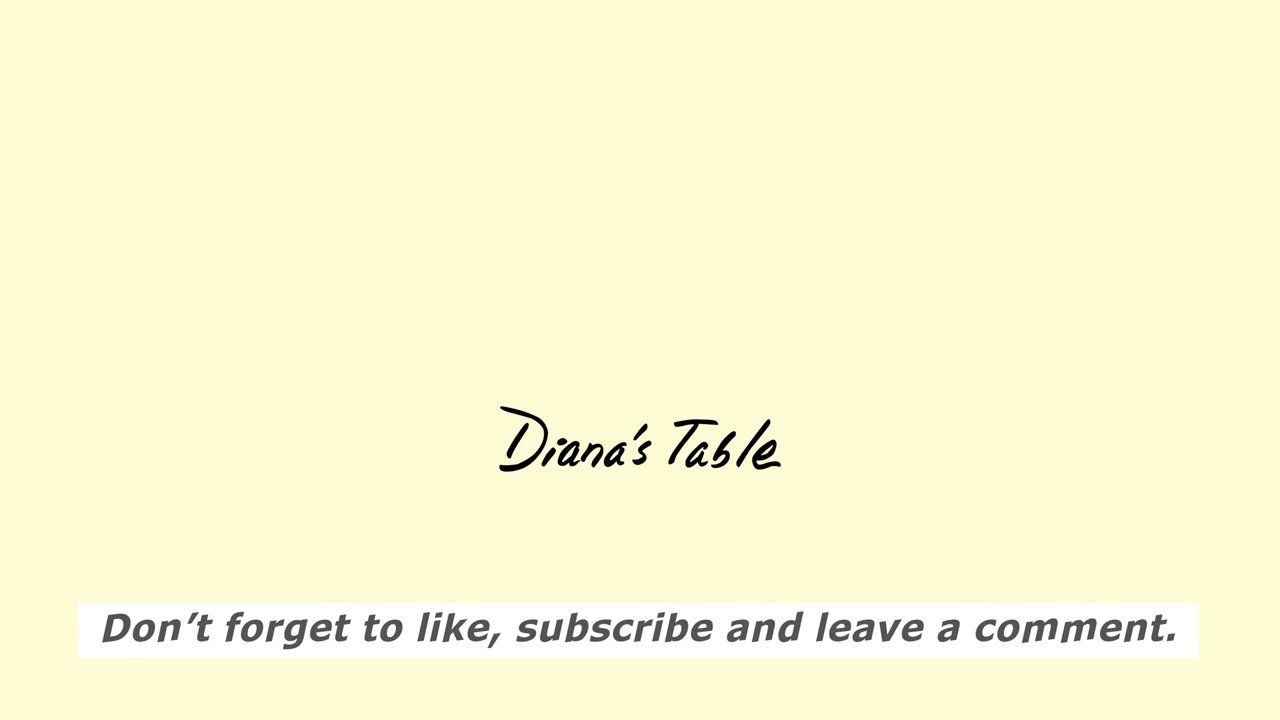 Diana's Table
Don’t forget to like, subscribe and leave a comment.